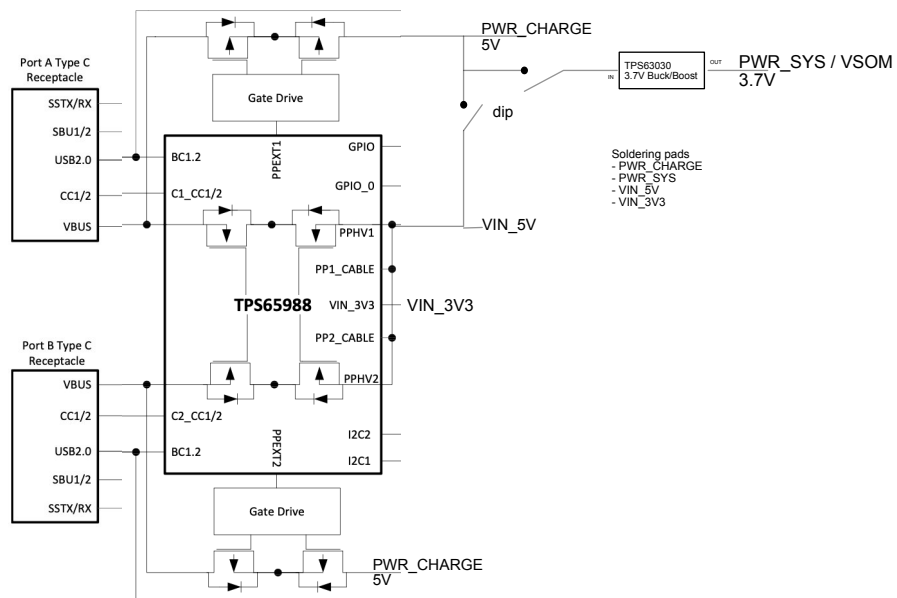 PWR_CHARGE
5V
Port A Type C
Receptacle
SSTX/RX
SBU1/2
USB2.0
CC1/2
VBUS
Gate Drive
PPEXT1
BC1.2
C1_CC1/2
GPIO
GPIO_0
PPHV1
PP1_CABLE
TPS65988
VIN_3V3
PP2_CABLE
PPHV2
C2_CC1/2
BC1.2
PPEXT2
I2C2
I2C1
VIN_5V
VIN_3V3
dip
IN
TPS63030
3.7V Buck/Boost
OUT
PWR_SYS / VSOM
3.7V
Soldering pads
- PWR_CHARGE
- PWR_SYS
- VIN_5V
- VIN_3V3
Port B Type C
Receptacle
VBUS
CC1/2
USB2.0
SBU1/2
SSTX/RX
Gate Drive
PWR_CHARGE
5V